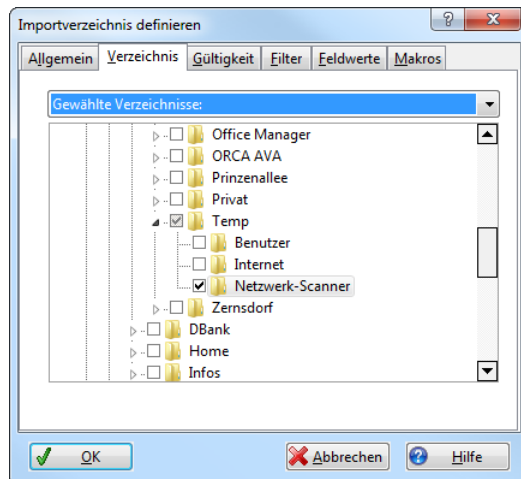 Importverzeichnis definieren
Allgemein Verzeichnis Gültigkeit Filter Feldwerte Makros
Gewählte Verzeichnisse:
Office Manager
ORCA AVA
Prinzenallee
Privat
Temp
Benutzer
Internet
Netzwerk-Scanner
Zernsdorf
DBank
Home
Infos
OK Abbrechen ? Hilfe